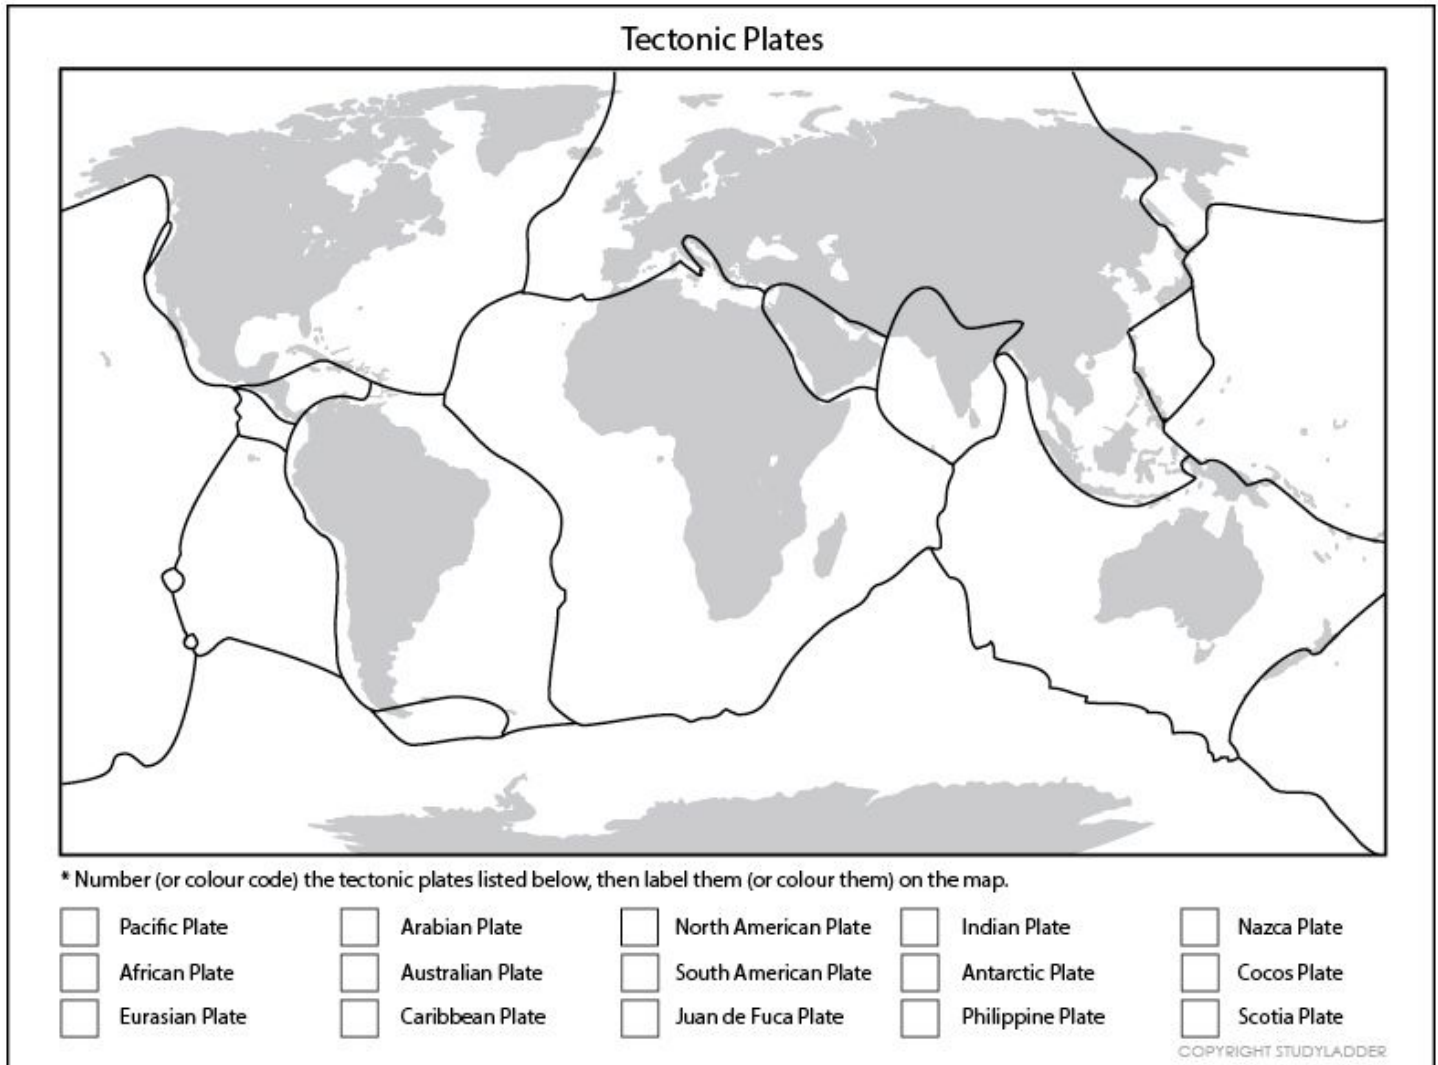 Tectonic Plates
* Number (or colour code) the tectonic plates listed below, then label them (or colour them) on the map.
Pacific Plate Arabian Plate North American Plate Indian Plate Nazca Plate
African Plate Australian Plate South American Plate Antarctic Plate Cocos Plate
Eurasian Plate Caribbean Plate Juan de Fuca Plate Philippine Plate Scotia Plate
COPYRIGHT STUDYLADDER